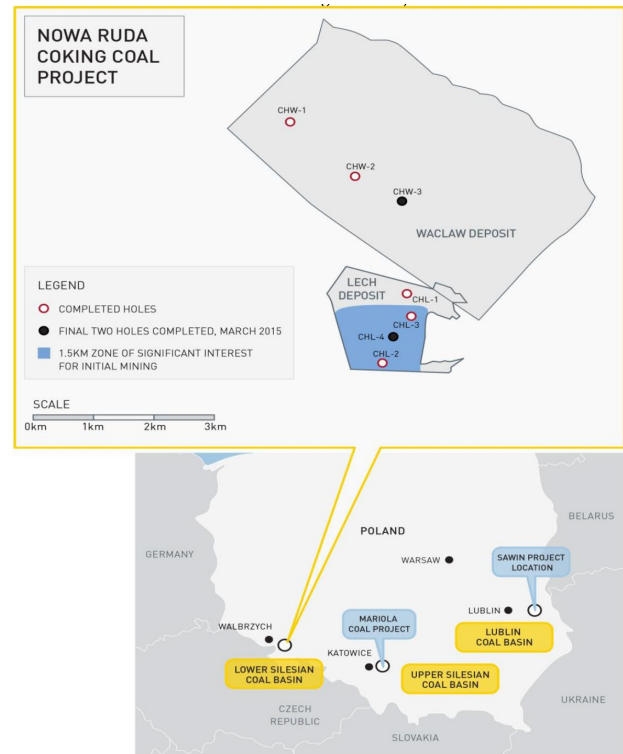 NOWA RUDA
COKING COAL
PROJECT
CHW-1
CHW-2
CHW-3
WACLAW DEPOSIT
LECH
DEPOSIT
CHL-1
CHL-3
CHL-4
CHL-2
LEGEND
COMPLETED HOLES
FINAL TWO HOLES COMPLETED, MARCH 2015
1.5KM ZONE OF SIGNIFICANT INTEREST
FOR INITIAL MINING
SCALE
0km 1km 2km 3km
POLAND
BELARUS
GERMANY
WARSAW
SAWIN PROJECT
LOCATION
LUBLIN
WALBRZYCH
MARIOLA
COAL PROJECT
LUBLIN
COAL BASIN
KATOWICE
LOWER SILESIAN
COAL BASIN
UPPER SILESIAN
COAL BASIN
UKRAINE
CZECH
REPUBLIC
SLOVAKIA